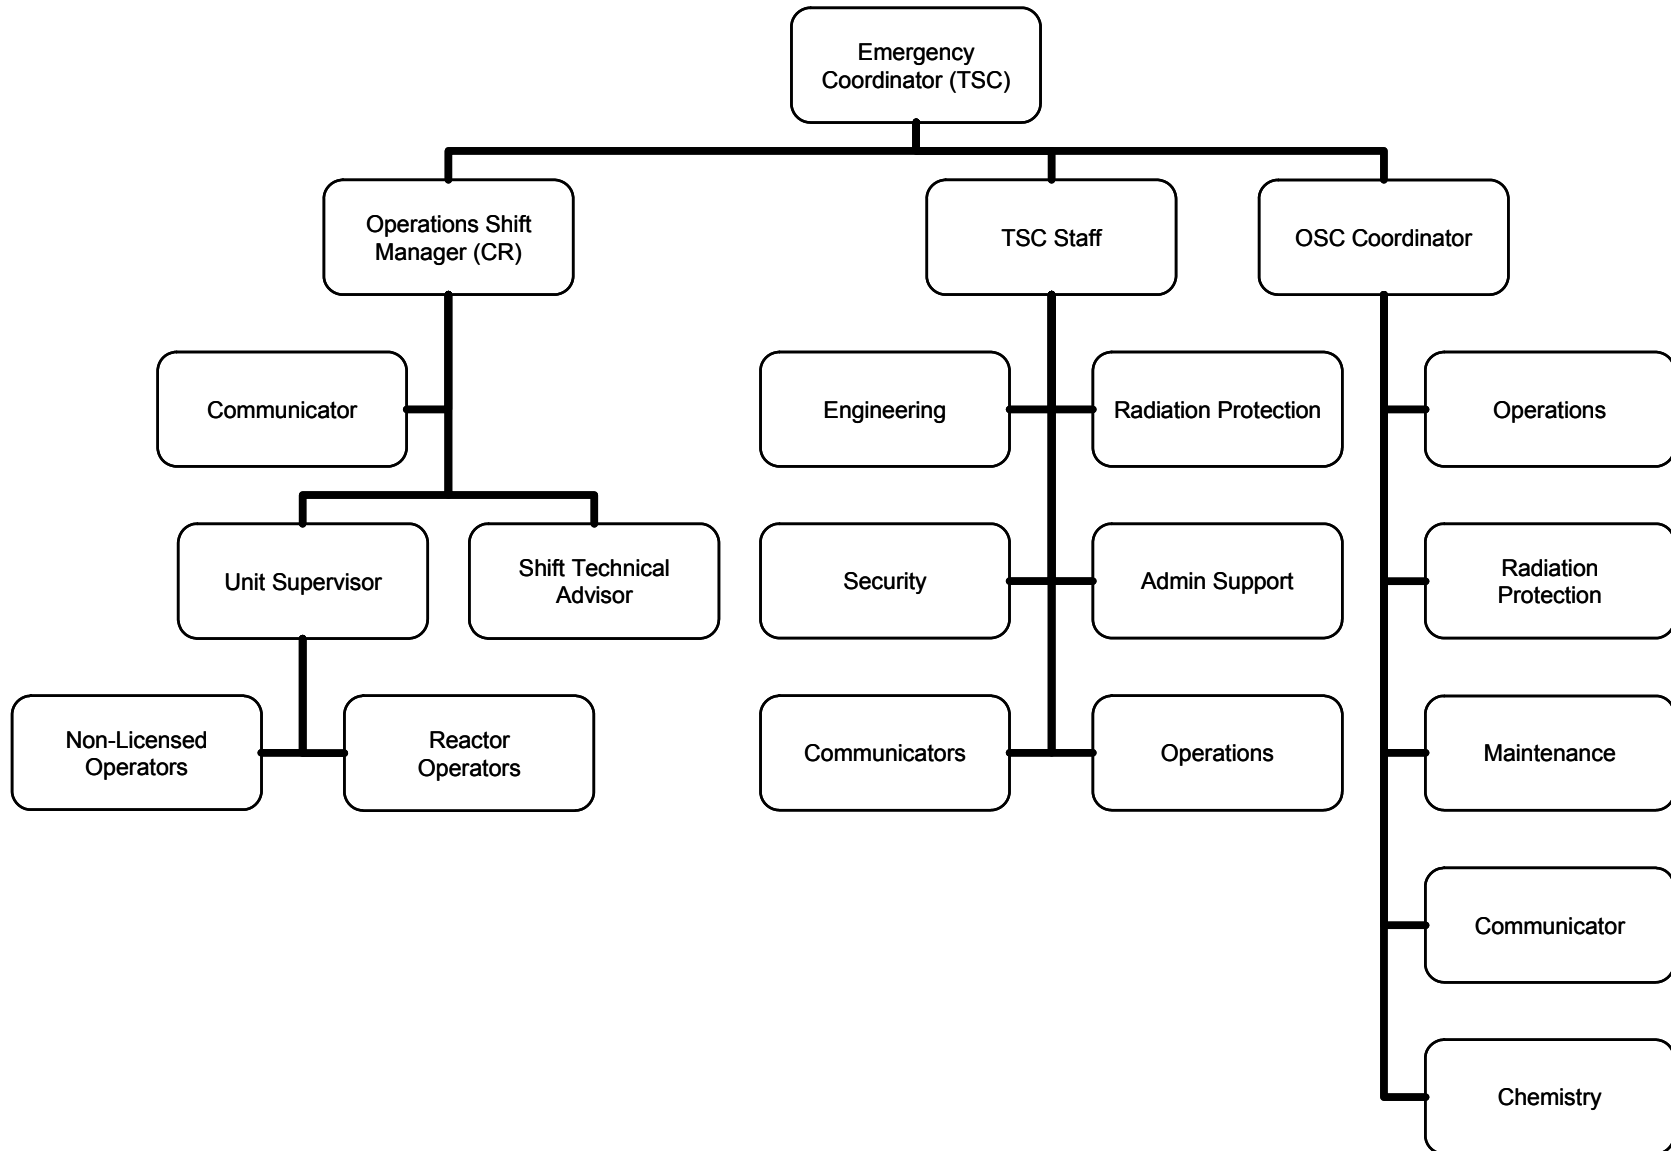 Emergency
Coordinator (TSC)
Operations Shift
Manager (CR)
TSC Staff
OSC Coordinator
Communicator
Engineering
Radiation Protection
Operations
Unit Supervisor
Shift Technical
Advisor
Security
Admin Support
Radiation
Protection
Non-Licensed
Operators
Reactor
Operators
Communicators
Operations
Maintenance
Communicator
Chemistry